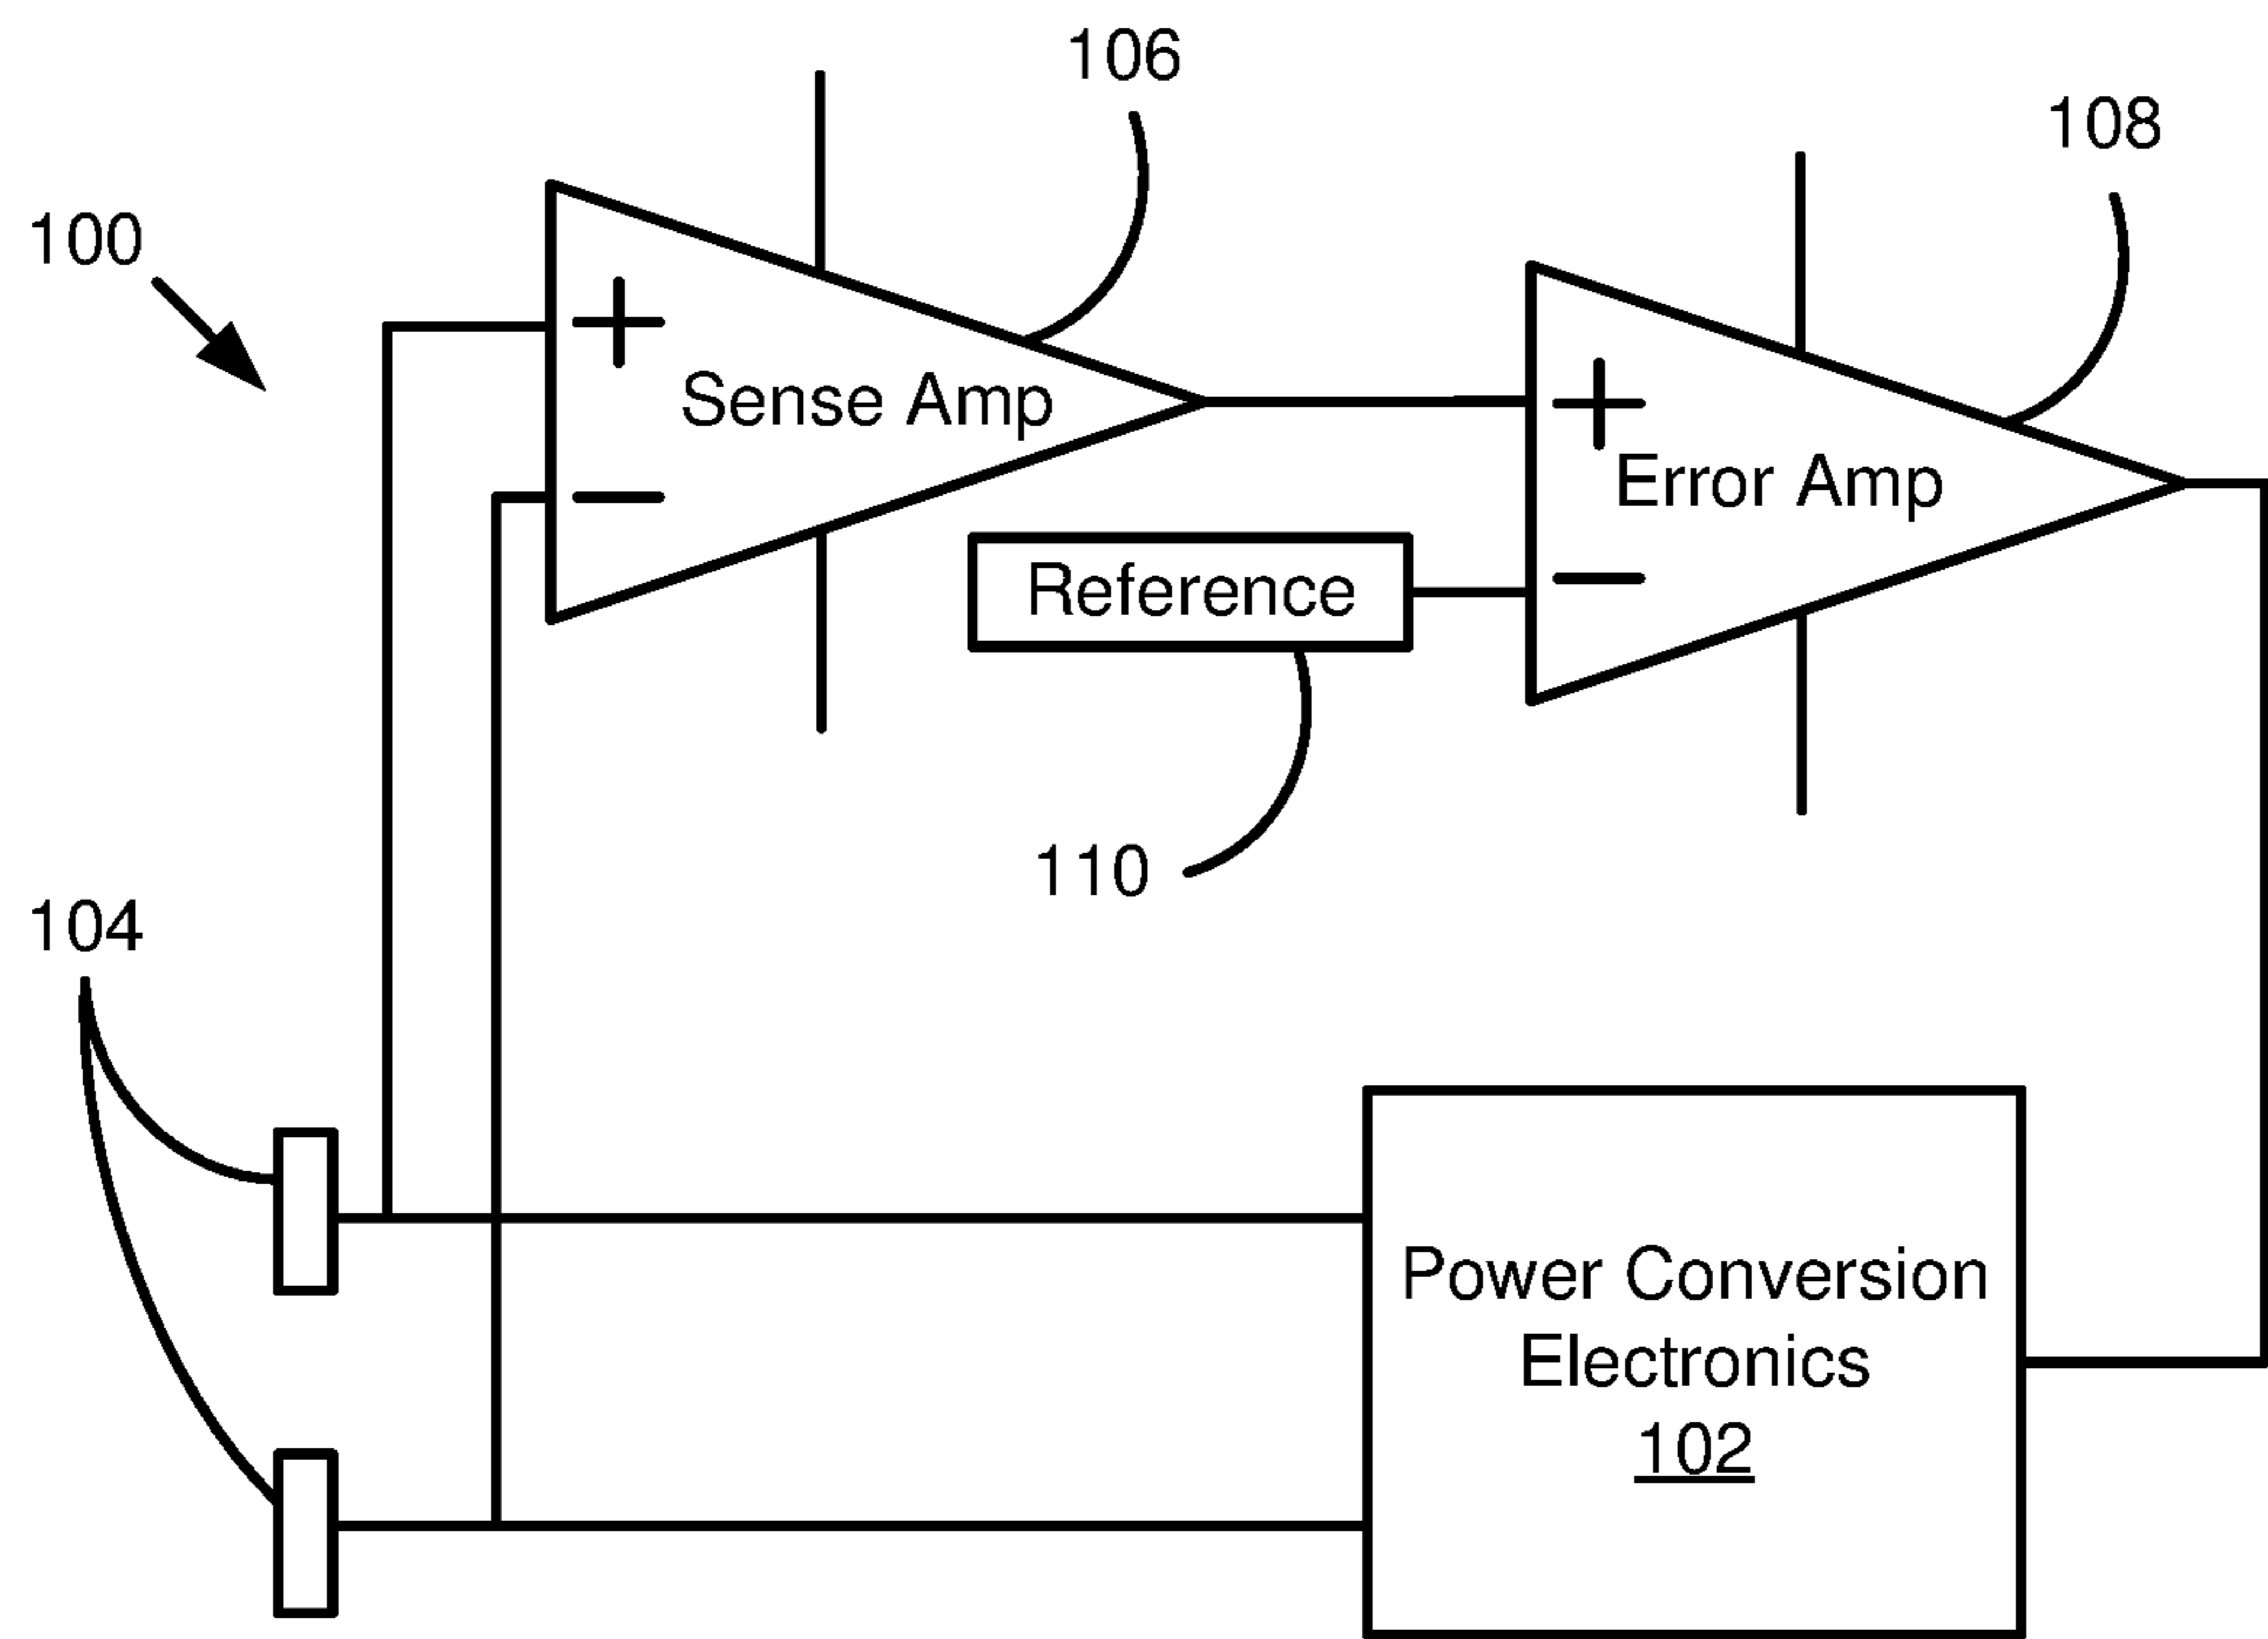 106
108
100
+
Sense Amp
−
+
Error Amp
−
Reference
110
104
Power Conversion
Electronics
102